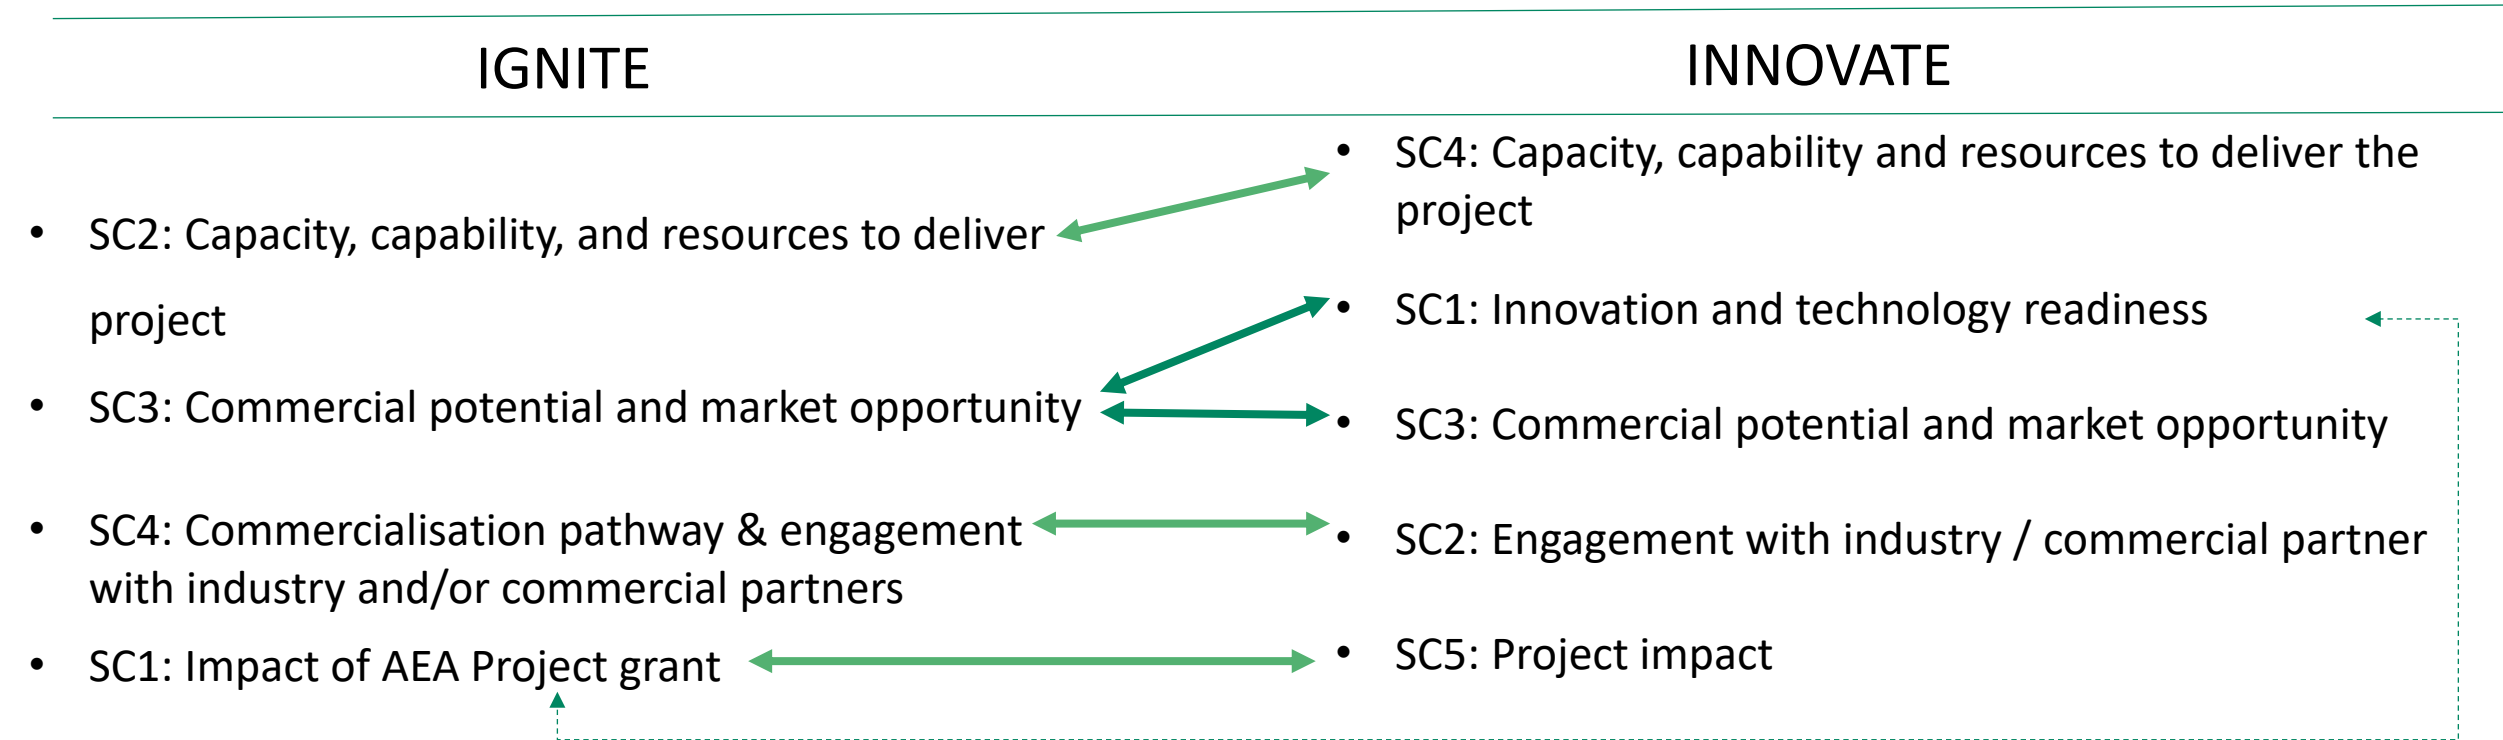 IGNITE
• SC2: Capacity, capability, and resources to deliver
project
• SC3: Commercial potential and market opportunity
• SC4: Commercialisation pathway & engagement
with industry and/or commercial partners
• SC1: Impact of AEA Project grant
INNOVATE
• SC4: Capacity, capability and resources to deliver the
project
• SC1: Innovation and technology readiness
• SC3: Commercial potential and market opportunity
• SC2: Engagement with industry / commercial partner
• SC5: Project impact